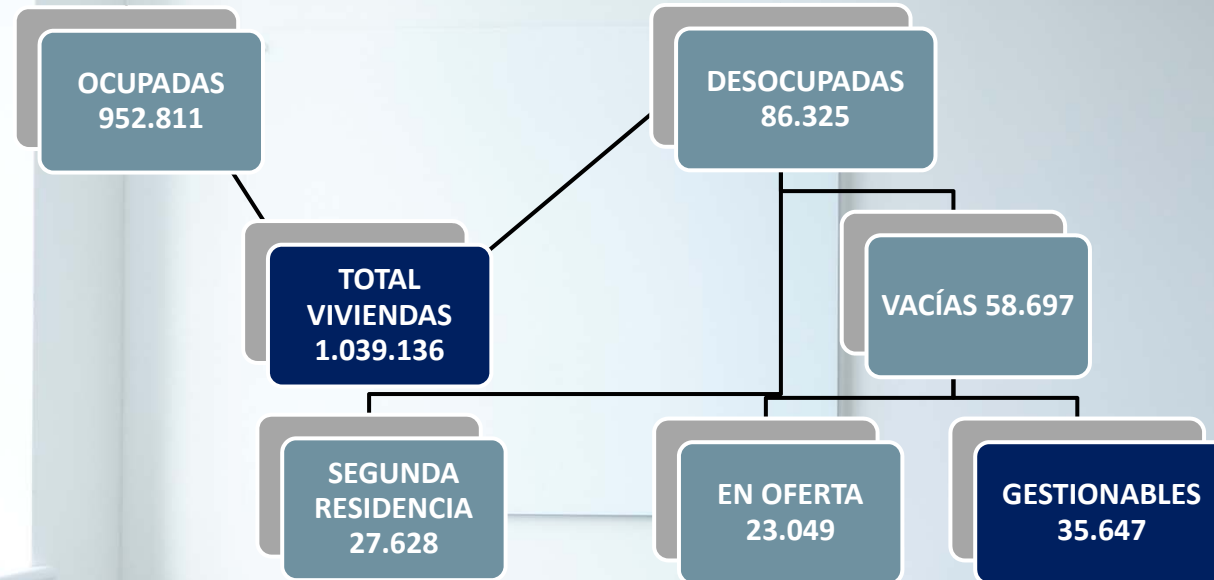 OCUPADAS
952.811
DESOCUPADAS
86.325
TOTAL
VIVIENDAS
1.039.136
VACÍAS 58.697
SEGUNDA
RESIDENCIA
27.628
EN OFERTA
23.049
GESTIONABLES
35.647